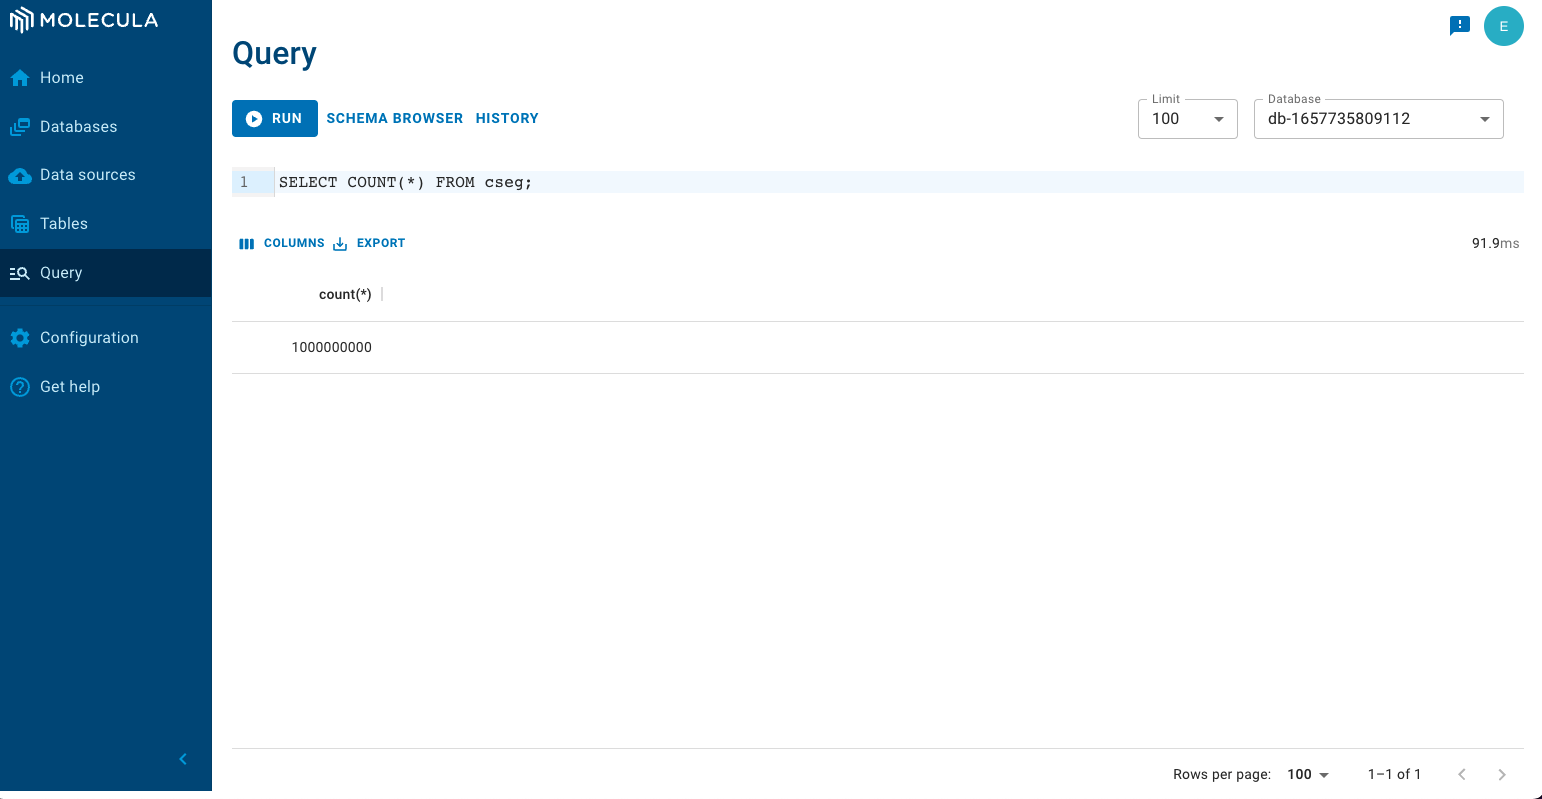 MOLECULA
Home
Databases
Data sources
Tables
Query
Configuration
Get help
E
Query
RUN SCHEMA BROWSER HISTORY
Limit
100
Database
db-1657735809112
1 SELECT COUNT(*) FROM cseg;
COLUMNS EXPORT 91.9ms
count(*)
1000000000
Rows per page: 100 1–1 of 1